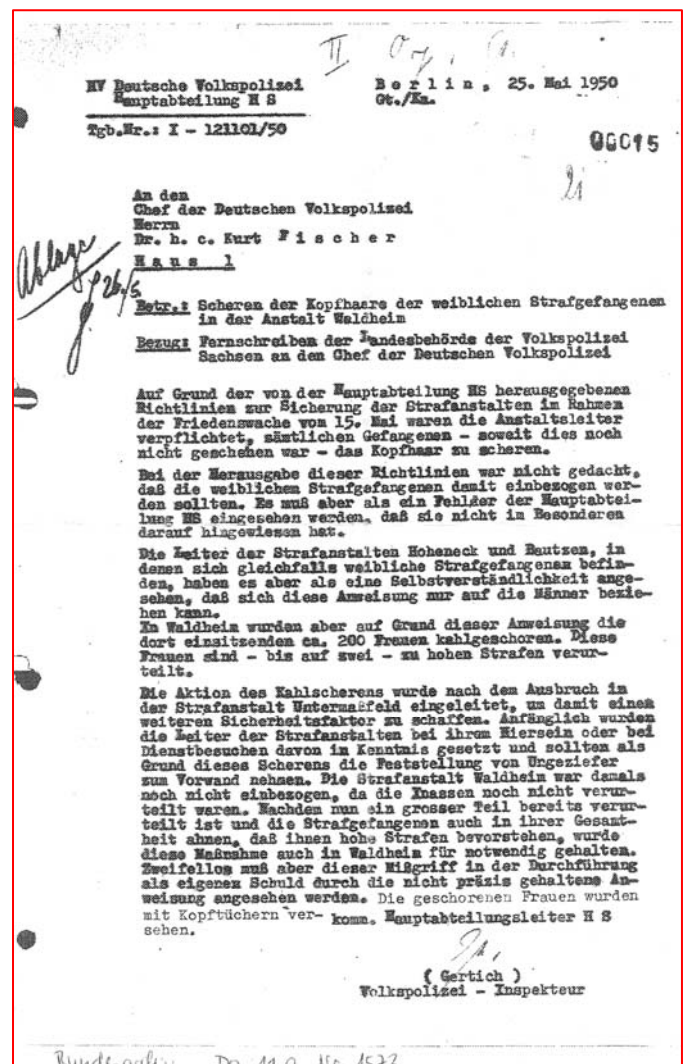 II Org.
HV Deutsche Volkspolizei
Hauptabteilung H S
Berlin, 25. Mai 1950
Gt./Ka.
Tgb.Nr.: I - 121101/50
00015
An den
Chef der Deutschen Volkspolizei
Herrn
Dr. h. c. Kurt Fischer
Haus 1
Ablage
26/5
Betr.: Scheren der Kopfhaare der weiblichen Strafgefangenen
in der Anstalt Waldheim
Bezug: Fernschreiben der Landesbehörde der Volkspolizei
Sachsen an den Chef der Deutschen Volkspolizei
Auf Grund der von der Hauptabteilung HS herausgegebenen
Richtlinien zur Sicherung der Strafanstalten im Rahmen
der Friedenswache vom 15. Mai waren die Anstaltsleiter
verpflichtet, sämtlichen Gefangenen - soweit dies noch
nicht geschehen war - das Kopfhaar zu scheren.
Bei der Herausgabe dieser Richtlinien war nicht gedacht,
daß die weiblichen Strafgefangenen damit einbezogen wer-
den sollten. Es muß aber als ein Fehler der Hauptabtei-
lung HS eingesehen werden, daß sie nicht im Besonderen
darauf hingewiesen hat.
Die Leiter der Strafanstalten Hoheneck und Bautzen, in
denen sich gleichfalls weibliche Strafgefangenen befin-
den, haben es aber als eine Selbstverständlichkeit ange-
sehen, daß sich diese Anweisung nur auf die Männer bezie-
hen kann.
In Waldheim wurden aber auf Grund dieser Anweisung die
dort einsitzenden ca. 200 Frauen kahlgeschoren. Diese
Frauen sind - bis auf zwei - zu hohen Strafen verur-
teilt.
Die Aktion des Kahlscherens wurde nach dem Ausbruch in
der Strafanstalt Untermaßfeld eingeleitet, um damit einen
weiteren Sicherheitsfaktor zu schaffen. Anfänglich wurden
die Leiter der Strafanstalten bei ihrem Hiersein oder bei
Dienstbesuchen davon in Kenntnis gesetzt und sollten als
Grund dieses Scherens die Feststellung von Ungeziefer
zum Vorwand nehmen. Die Strafanstalt Waldheim war damals
noch nicht einbezogen, da die Insassen noch nicht verur-
teilt waren. Nachdem nun ein grosser Teil bereits verur-
teilt ist und die Strafgefangenen auch in ihrer Gesamt-
heit ahnen, daß ihnen hohe Strafen bevorstehen, wurde
diese Maßnahme auch in Waldheim für notwendig gehalten.
Zweifellos muß aber dieser Mißgriff in der Durchführung
als eigenen Schuld durch die nicht präzis gehaltene An-
weisung angesehen werden. Die geschorenen Frauen wurden
mit Kopftüchern ver- komm. Hauptabteilungsleiter H S
sehen.
( Gertich )
Volkspolizei - Inspekteur